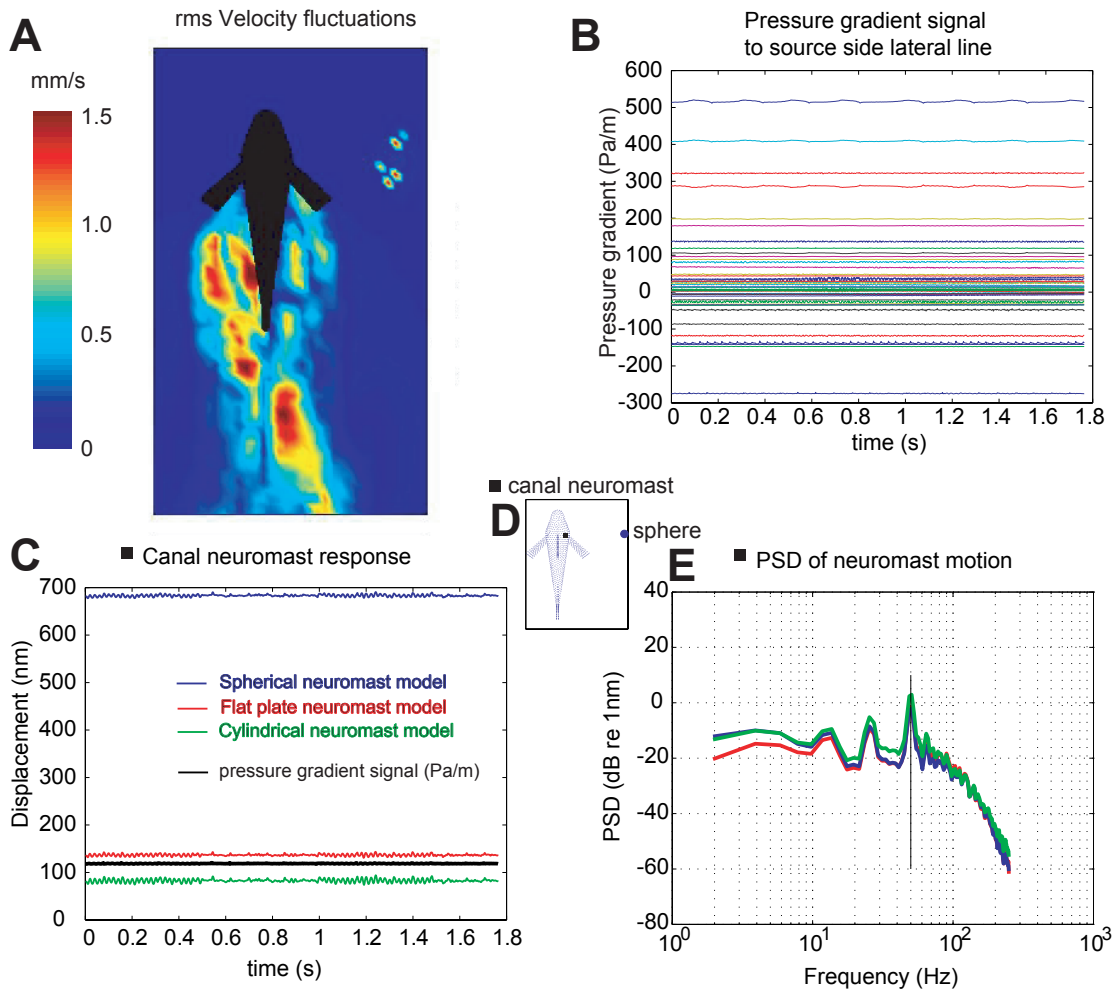 A
rms Velocity fluctuations
mm/s
1.5
1.0
0.5
0
B
Pressure gradient signal
to source side lateral line
Pressure gradient (Pa/m)
600
500
400
300
200
100
0
-100
-200
-300
0 0.2 0.4 0.6 0.8 1 1.2 1.4 1.6 1.8
time (s)
C
Canal neuromast response
Displacement (nm)
700
600
500
400
300
200
100
0
Spherical neuromast model
Flat plate neuromast model
Cylindrical neuromast model
pressure gradient signal (Pa/m)
0 0.2 0.4 0.6 0.8 1 1.2 1.4 1.6 1.8
time (s)
D
canal neuromast
sphere
E
PSD of neuromast motion
PSD (dB re 1nm)
40
20
0
-20
-40
-60
-80
10⁰ 10¹ 10² 10³
Frequency (Hz)